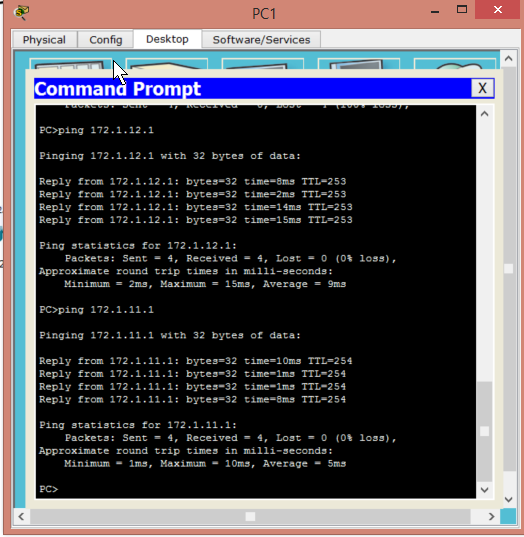 PC1
Physical Config Desktop Software/Services
Command Prompt X
PC>ping 172.1.12.1
Pinging 172.1.12.1 with 32 bytes of data:
Reply from 172.1.12.1: bytes=32 time=8ms TTL=253
Reply from 172.1.12.1: bytes=32 time=2ms TTL=253
Reply from 172.1.12.1: bytes=32 time=14ms TTL=253
Reply from 172.1.12.1: bytes=32 time=15ms TTL=253
Ping statistics for 172.1.12.1:
Packets: Sent = 4, Received = 4, Lost = 0 (0% loss),
Approximate round trip times in milli-seconds:
Minimum = 2ms, Maximum = 15ms, Average = 9ms
PC>ping 172.1.11.1
Pinging 172.1.11.1 with 32 bytes of data:
Reply from 172.1.11.1: bytes=32 time=10ms TTL=254
Reply from 172.1.11.1: bytes=32 time=1ms TTL=254
Reply from 172.1.11.1: bytes=32 time=1ms TTL=254
Reply from 172.1.11.1: bytes=32 time=8ms TTL=254
Ping statistics for 172.1.11.1:
Packets: Sent = 4, Received = 4, Lost = 0 (0% loss),
Approximate round trip times in milli-seconds:
Minimum = 1ms, Maximum = 10ms, Average = 5ms
PC>